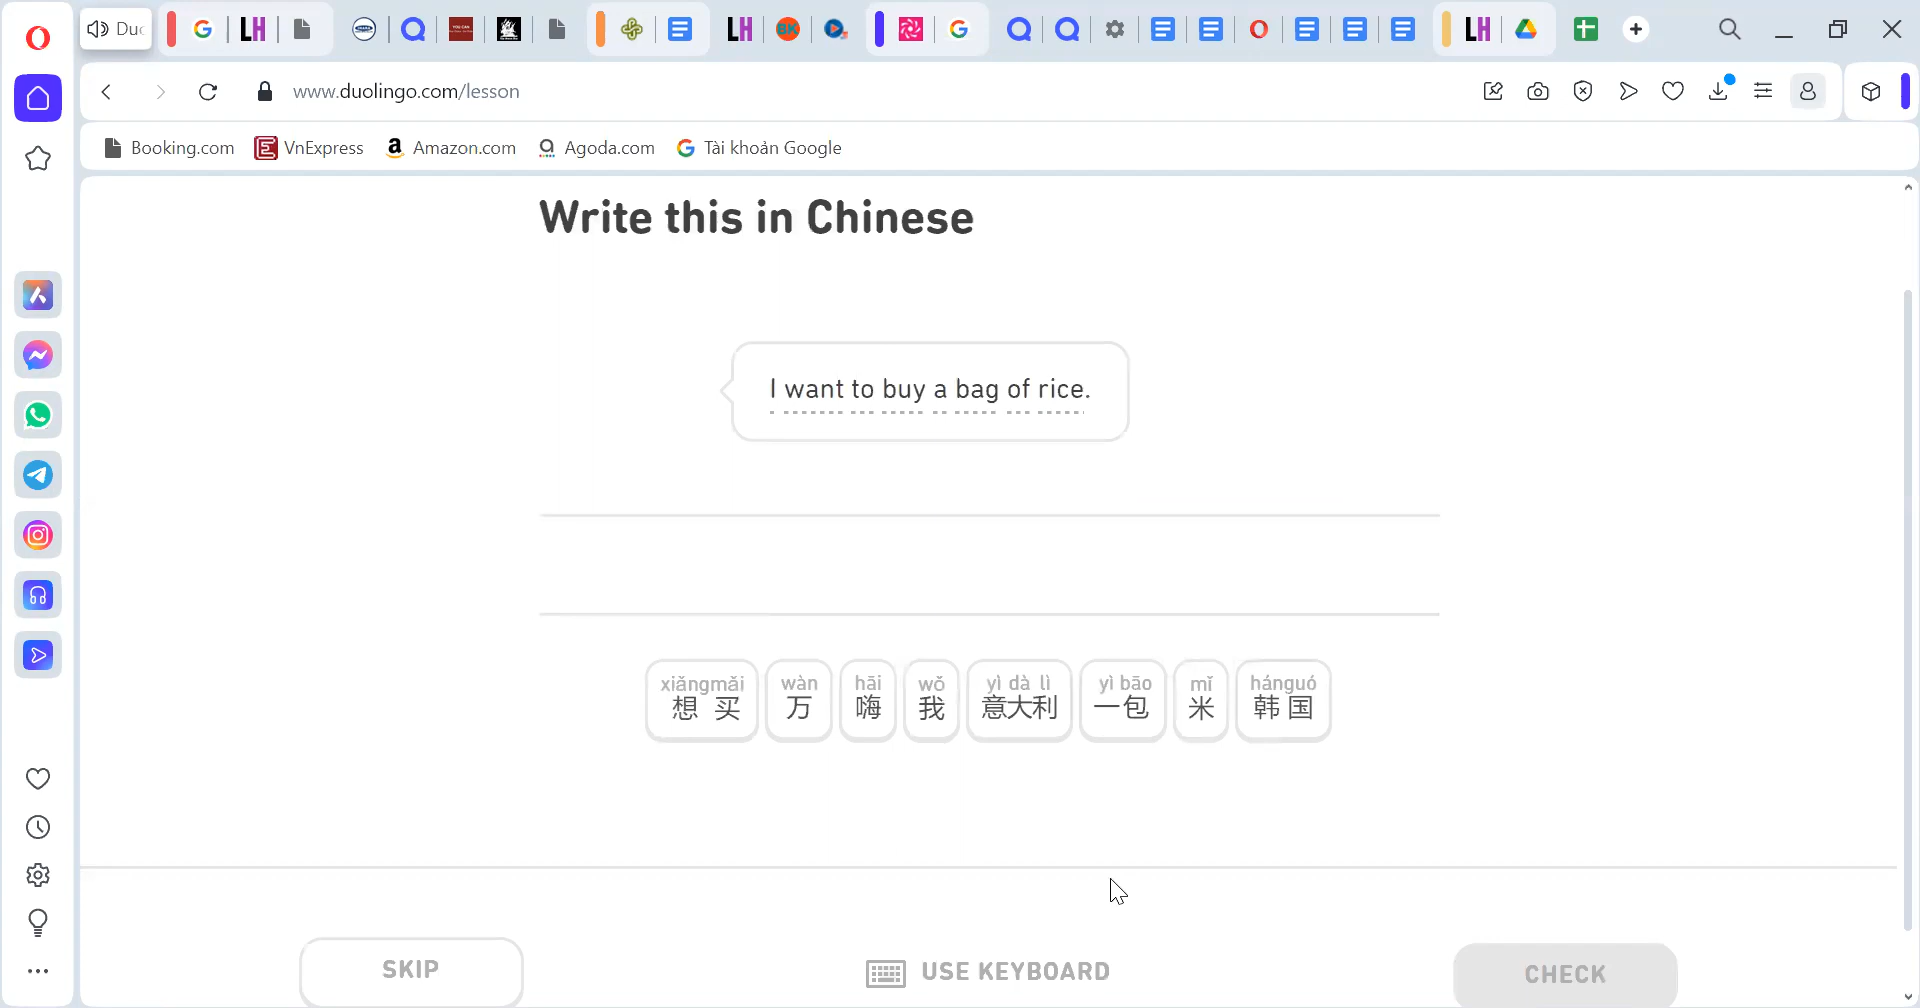 Duo
www.duolingo.com/lesson
Booking.com VnExpress Amazon.com Agoda.com Tài khoản Google
Write this in Chinese
I want to buy a bag of rice.
xiǎngmǎi wàn hāi wǒ yì dà lì yì bāo mǐ hánguó
想 买 万 嗨 我 意大利 一包 米 韩 国
SKIP USE KEYBOARD CHECK